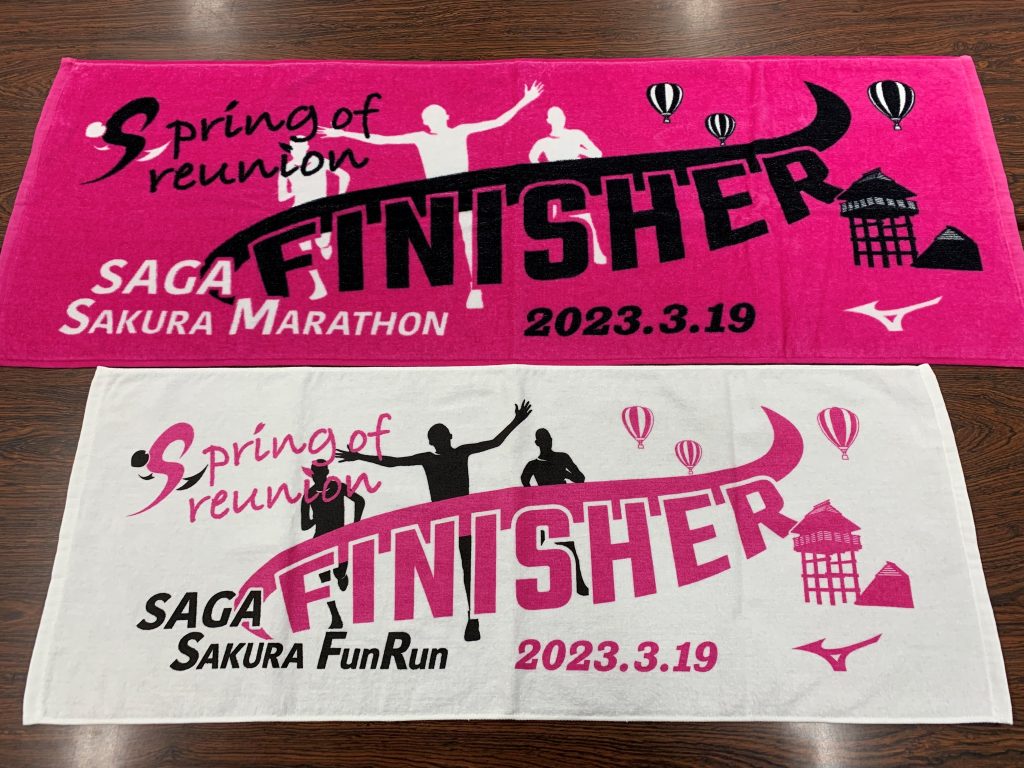 Spring of
reunion
FINISHER
SAGA
SAKURA MARATHON
2023.3.19
Spring of
reunion
FINISHER
SAGA
SAKURA FunRun
2023.3.19